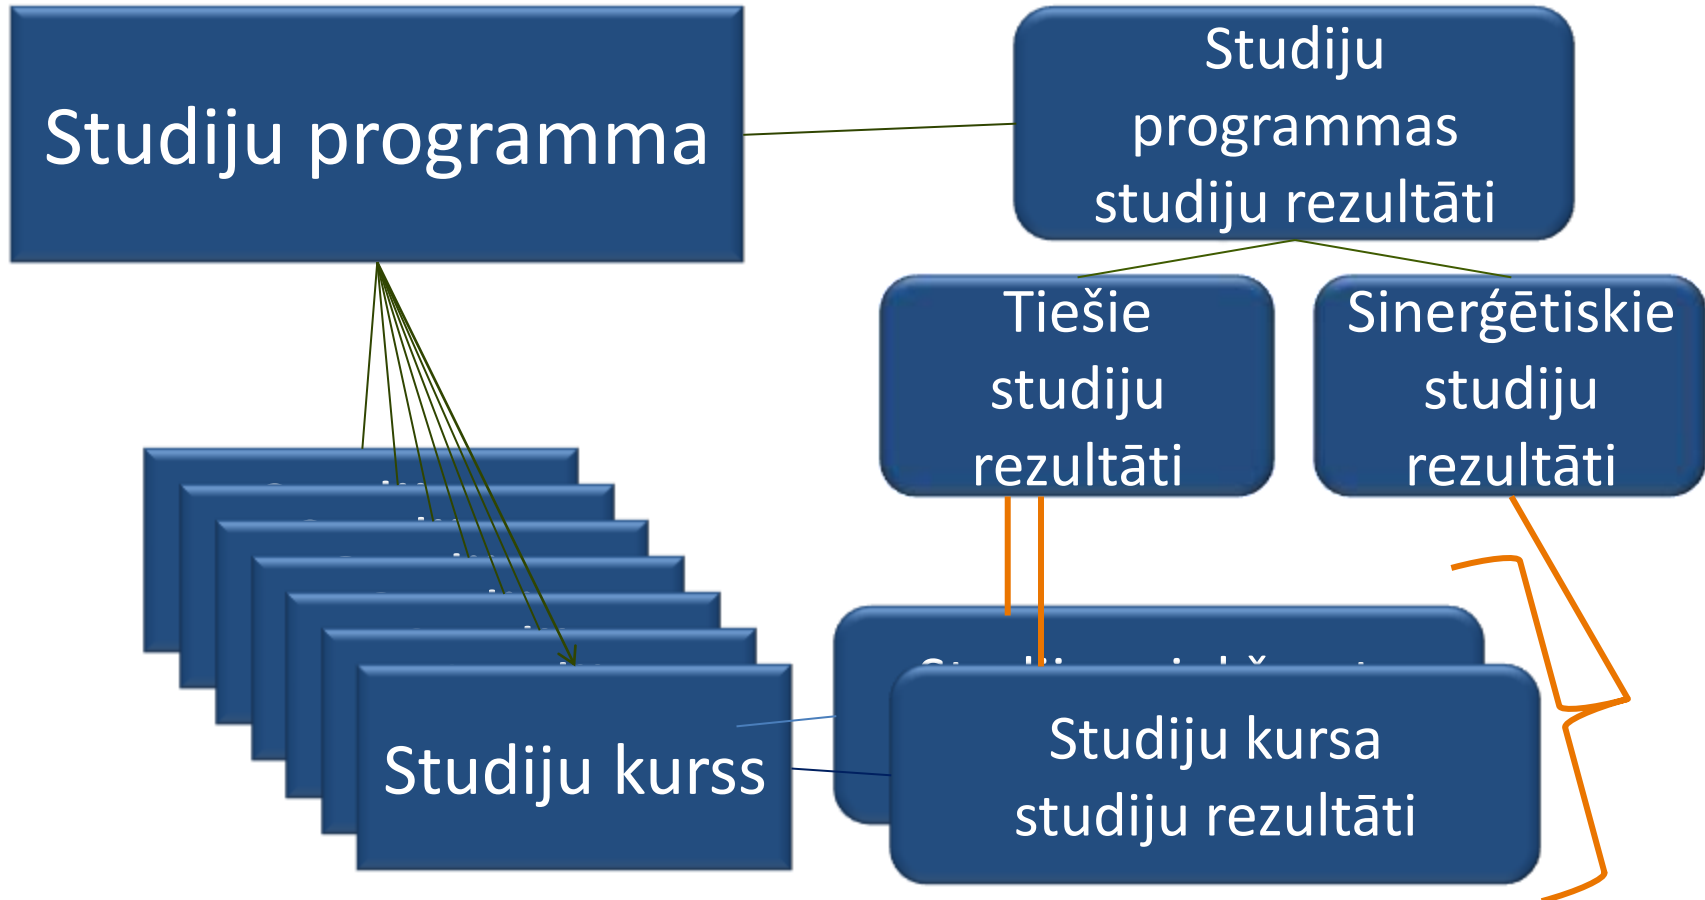 Studiju programma
Studiju
programmas
studiju rezultāti
Tiešie
studiju
rezultāti
Sinerģētiskie
studiju
rezultāti
Studiju kurss
Studiju kursa
studiju rezultāti